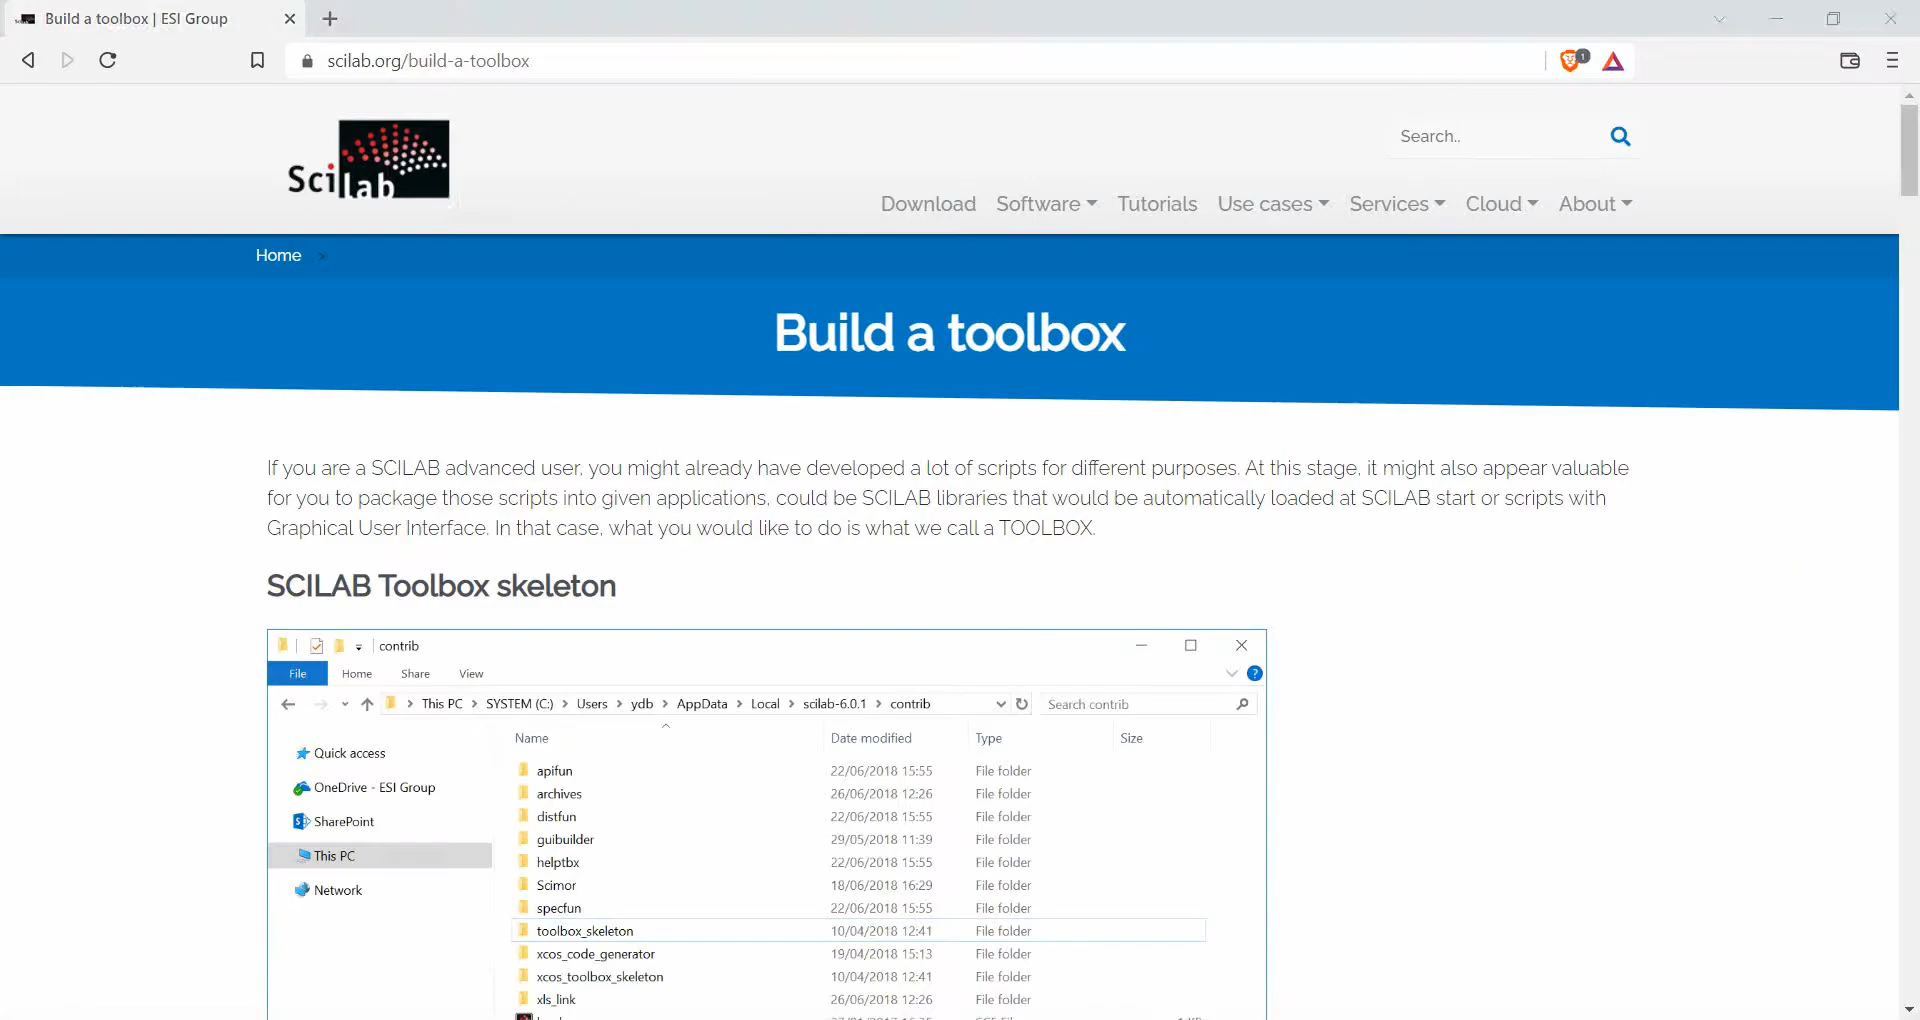 Build a toolbox | ESI Group
scilab.org/build-a-toolbox
1
Scilab
Search..
Download Software Tutorials Use cases Services Cloud About
Home >
Build a toolbox
If you are a SCILAB advanced user, you might already have developed a lot of scripts for different purposes. At this stage, it might also appear valuable
for you to package those scripts into given applications, could be SCILAB libraries that would be automatically loaded at SCILAB start or scripts with
Graphical User Interface. In that case, what you would like to do is what we call a TOOLBOX.
SCILAB Toolbox skeleton
contrib
File Home Share View
This PC > SYSTEM (C:) > Users > ydb > AppData > Local > scilab-6.0.1 > contrib
Search contrib
Name Date modified Type Size
Quick access
OneDrive - ESI Group
SharePoint
This PC
Network
apifun 22/06/2018 15:55 File folder
archives 26/06/2018 12:26 File folder
distfun 22/06/2018 15:55 File folder
guibuilder 29/05/2018 11:39 File folder
helptbx 22/06/2018 15:55 File folder
Scimor 18/06/2018 16:29 File folder
specfun 22/06/2018 15:55 File folder
toolbox_skeleton 10/04/2018 12:41 File folder
xcos_code_generator 19/04/2018 15:13 File folder
xcos_toolbox_skeleton 10/04/2018 12:41 File folder
xls_link 26/06/2018 12:26 File folder